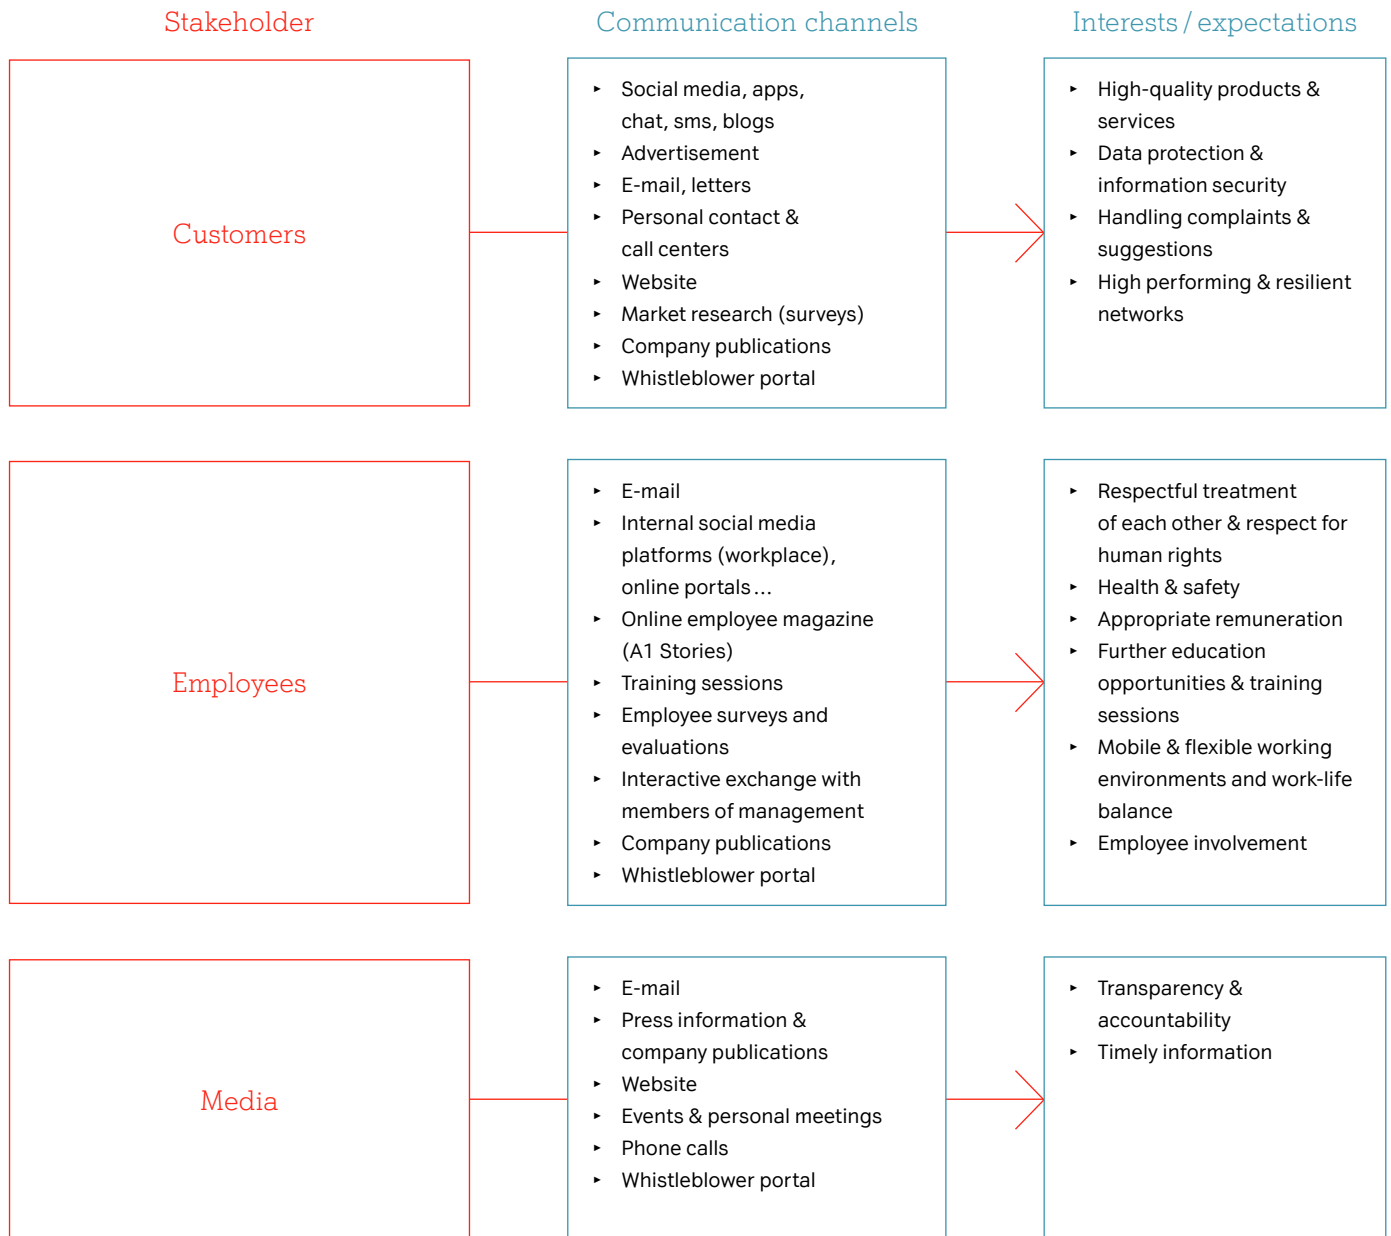 Stakeholder
Communication channels
Interests / expectations
Customers
‣ Social media, apps,
chat, sms, blogs
‣ Advertisement
‣ E-mail, letters
‣ Personal contact &
call centers
‣ Website
‣ Market research (surveys)
‣ Company publications
‣ Whistleblower portal
‣ High-quality products &
services
‣ Data protection &
information security
‣ Handling complaints &
suggestions
‣ High performing & resilient
networks
Employees
‣ E-mail
‣ Internal social media
platforms (workplace),
online portals …
‣ Online employee magazine
(A1 Stories)
‣ Training sessions
‣ Employee surveys and
evaluations
‣ Interactive exchange with
members of management
‣ Company publications
‣ Whistleblower portal
‣ Respectful treatment
of each other & respect for
human rights
‣ Health & safety
‣ Appropriate remuneration
‣ Further education
opportunities & training
sessions
‣ Mobile & flexible working
environments and work-life
balance
‣ Employee involvement
Media
‣ E-mail
‣ Press information &
company publications
‣ Website
‣ Events & personal meetings
‣ Phone calls
‣ Whistleblower portal
‣ Transparency &
accountability
‣ Timely information